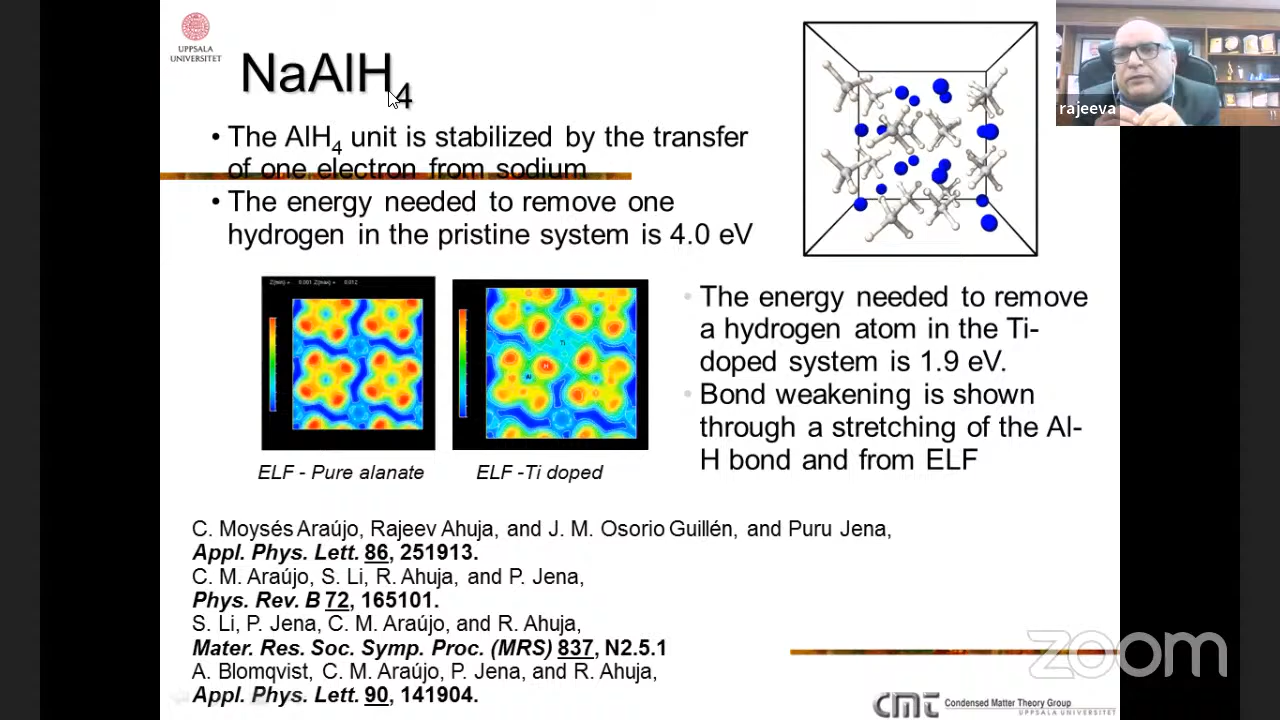 UPPSALA
UNIVERSITET
NaAlH4
rajeeva
• The AlH4 unit is stabilized by the transfer
of one electron from sodium
• The energy needed to remove one
hydrogen in the pristine system is 4.0 eV
• The energy needed to remove
a hydrogen atom in the Ti-
doped system is 1.9 eV.
• Bond weakening is shown
through a stretching of the Al-
H bond and from ELF
Ti
H
Al
ELF - Pure alanate
ELF -Ti doped
C. Moysés Araújo, Rajeev Ahuja, and J. M. Osorio Guillén, and Puru Jena,
Appl. Phys. Lett. 86, 251913.
C. M. Araújo, S. Li, R. Ahuja, and P. Jena,
Phys. Rev. B 72, 165101.
S. Li, P. Jena, C. M. Araújo, and R. Ahuja,
Mater. Res. Soc. Symp. Proc. (MRS) 837, N2.5.1
A. Blomqvist, C. M. Araújo, P. Jena, and R. Ahuja,
Appl. Phys. Lett. 90, 141904.
zoom
CMT Condensed Matter Theory Group
UPPSALA UNIVERSITET